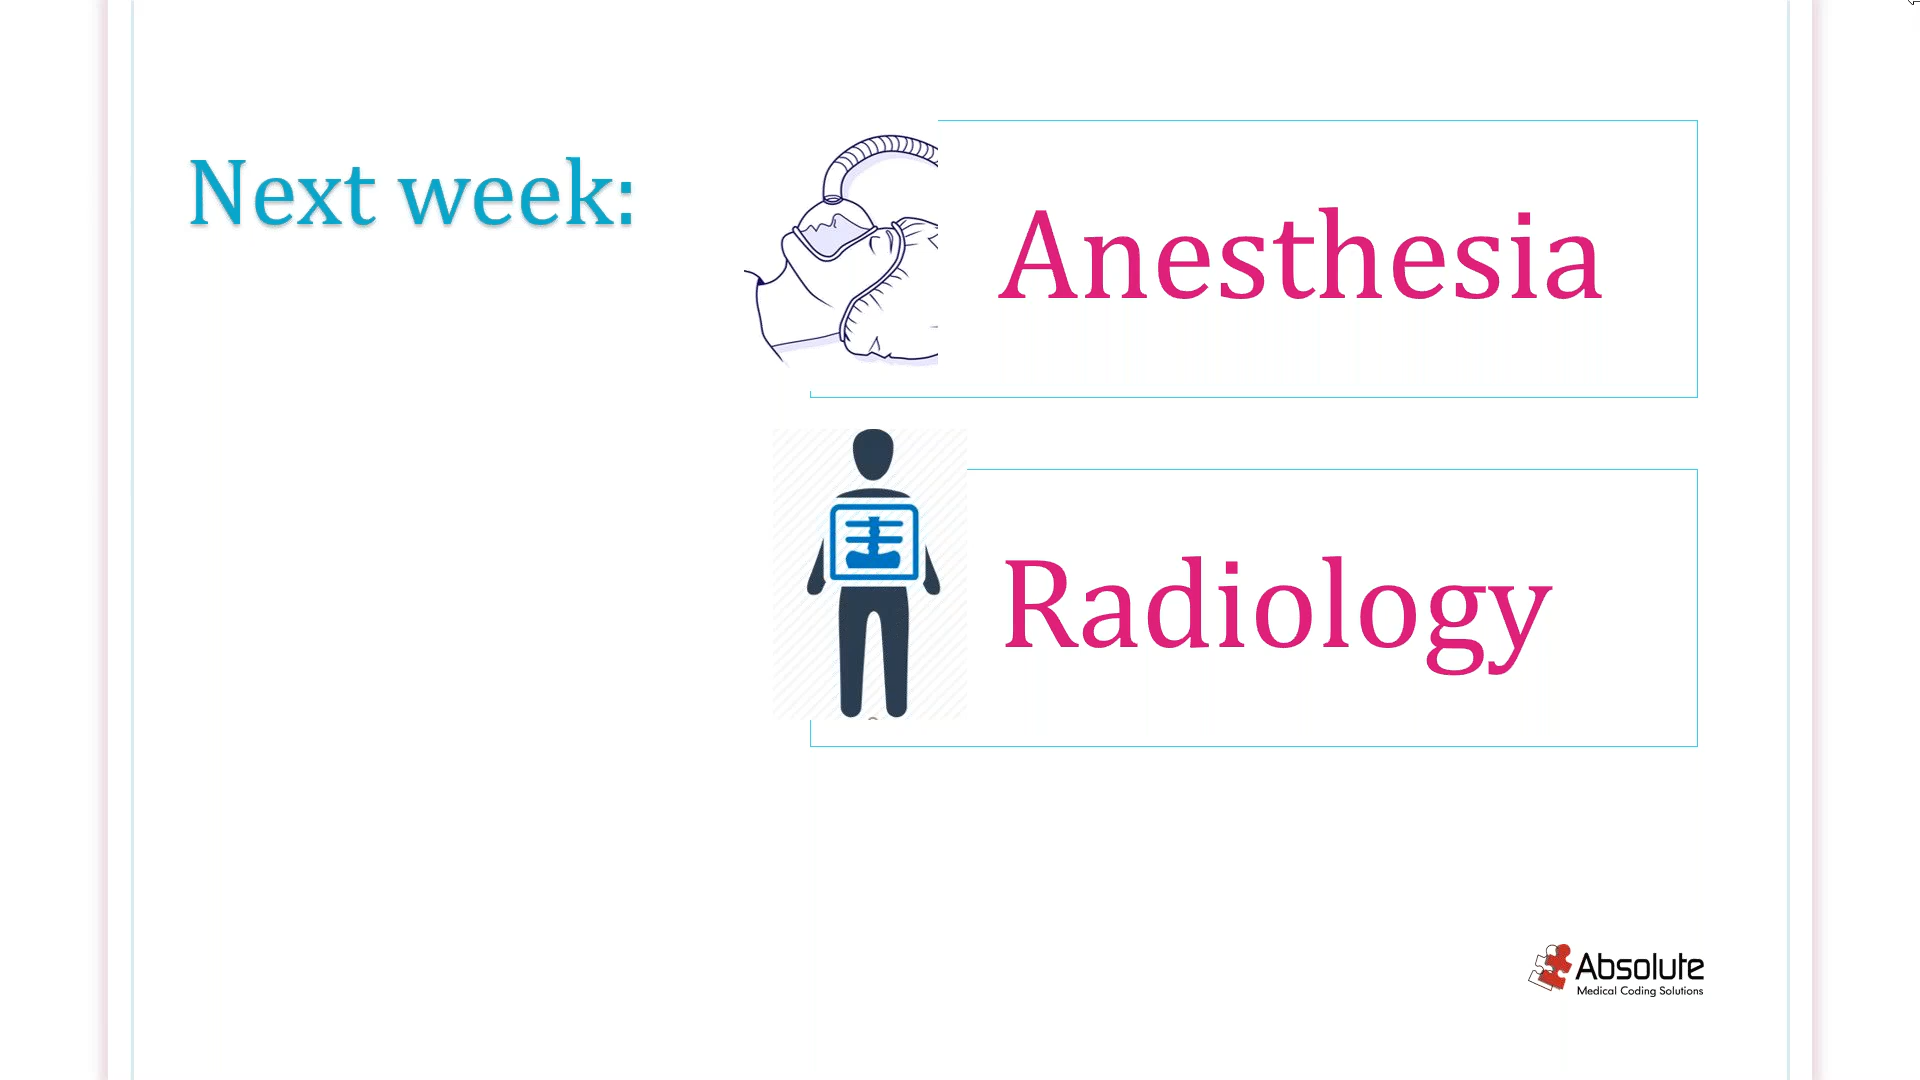 Next week:
Anesthesia
Radiology
Absolute
Medical Coding Solutions